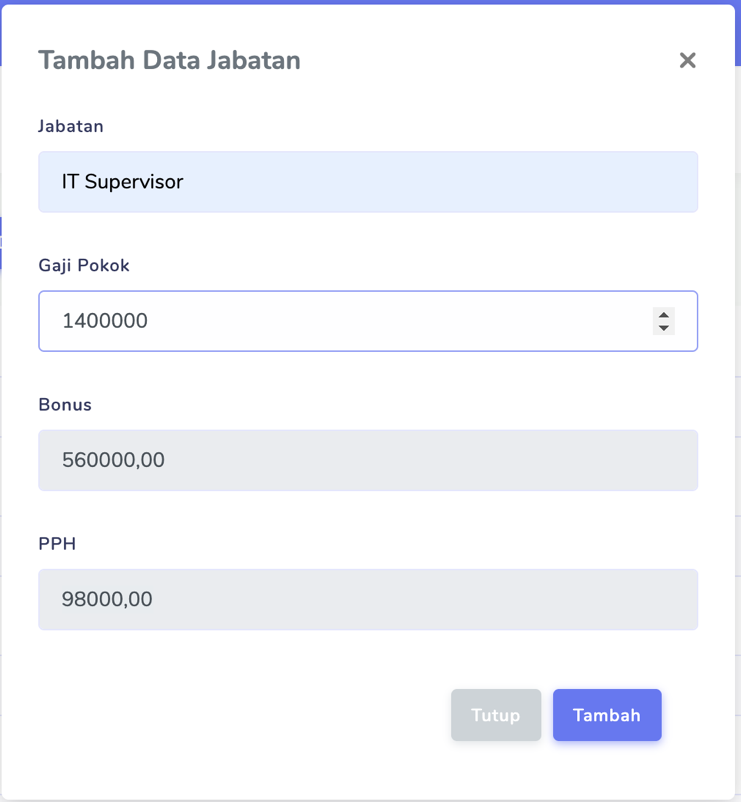 Tambah Data Jabatan
Jabatan
IT Supervisor
Gaji Pokok
1400000
Bonus
560000,00
PPH
98000,00
Tutup
Tambah